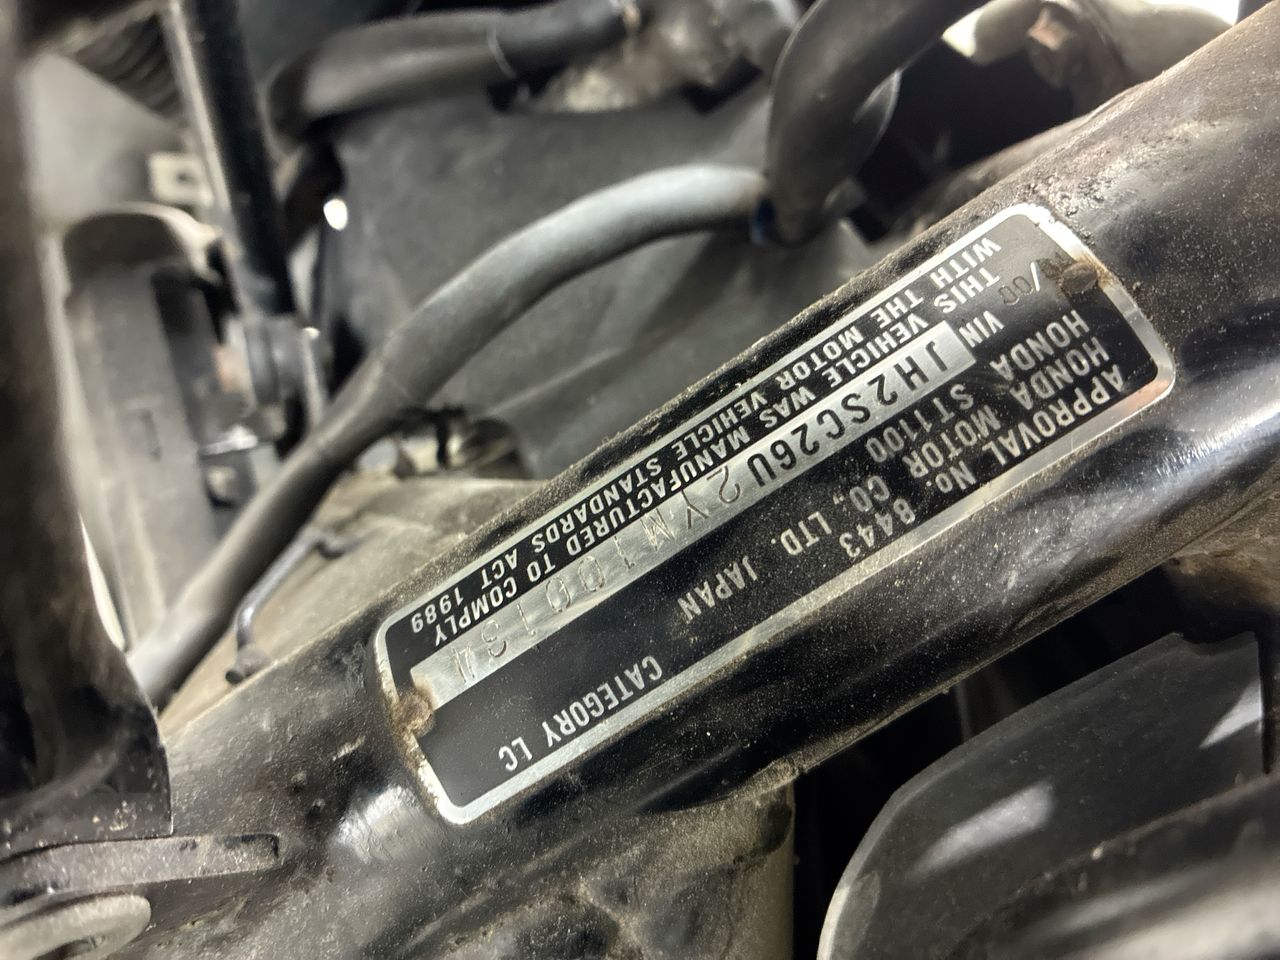 APPROVAL No. 8443 CATEGORY LC
HONDA MOTOR CO., LTD. JAPAN
HONDA ST1100
VIN
THIS VEHICLE WAS MANUFACTURED TO COMPLY
WITH THE MOTOR VEHICLE STANDARDS ACT 1989